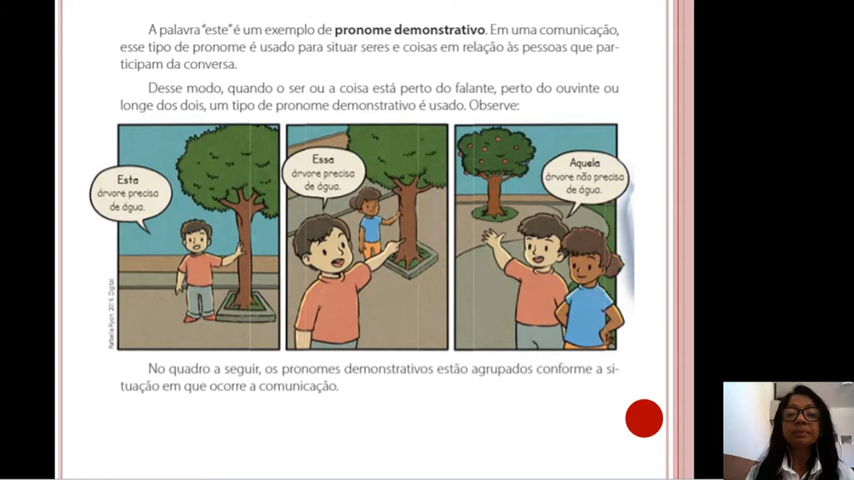 A palavra “este” é um exemplo de pronome demonstrativo. Em uma comunicação,
esse tipo de pronome é usado para situar seres e coisas em relação às pessoas que par-
ticipam da conversa.
Desse modo, quando o ser ou a coisa está perto do falante, perto do ouvinte ou
longe dos dois, um tipo de pronome demonstrativo é usado. Observe:
Esta
árvore precisa
de água.
Essa
árvore precisa
de água.
Aquela
árvore não precisa
de água.
No quadro a seguir, os pronomes demonstrativos estão agrupados conforme a si-
tuação em que ocorre a comunicação.